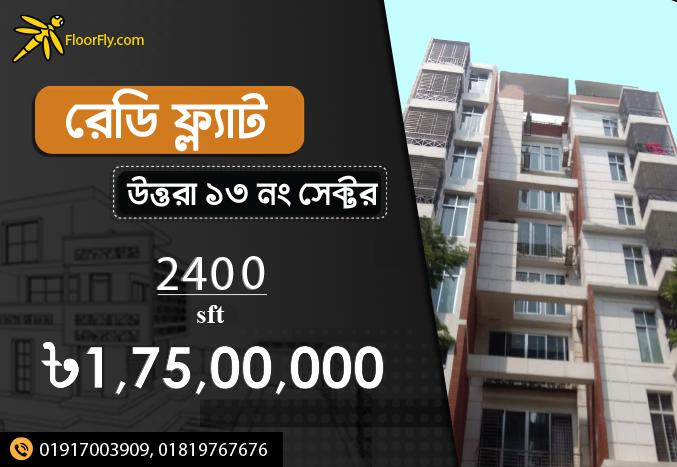 FloorFly.com
রেডি ফ্ল্যাট
উত্তরা ১৩ নং সেক্টর
2400
sft
৳1,75,00,000
01917003909, 01819767676